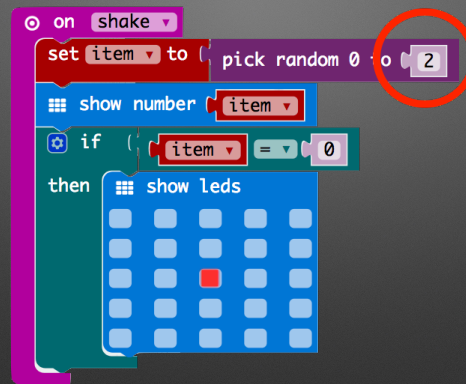 on shake
set item to pick random 0 to 2
show number item
if item = 0
then show leds